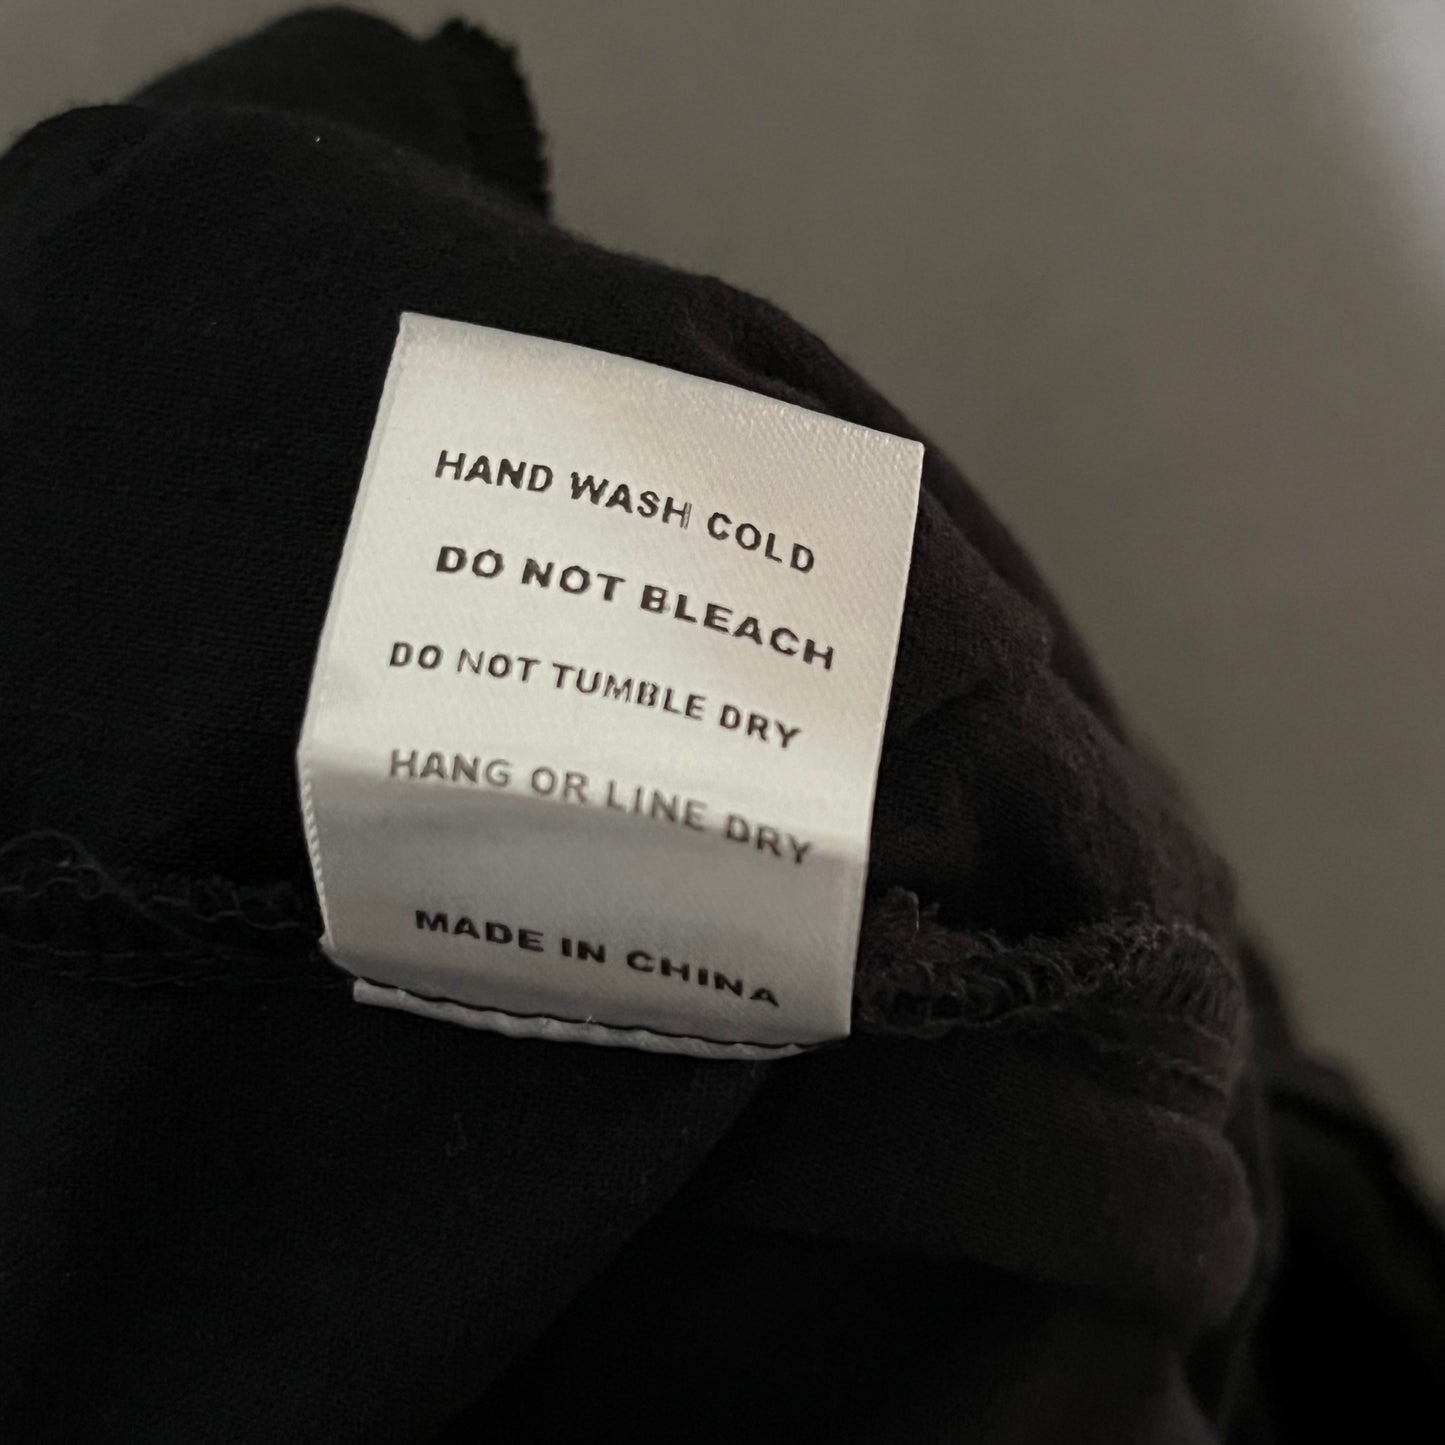 HAND WASH COLD
DO NOT BLEACH
DO NOT TUMBLE DRY
HANG OR LINE DRY
MADE IN CHINA